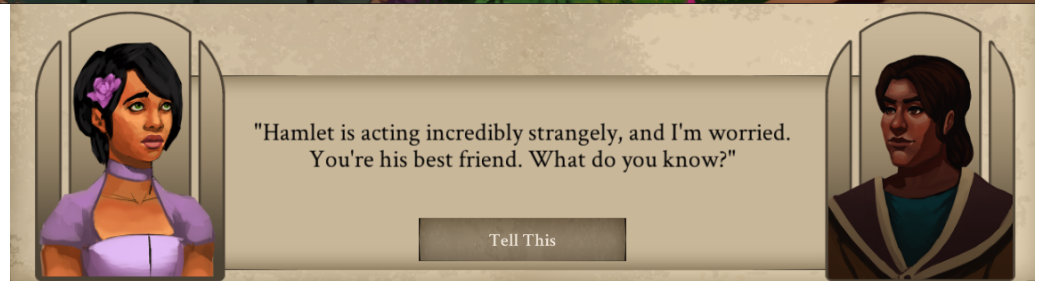 "Hamlet is acting incredibly strangely, and I'm worried.
You're his best friend. What do you know?"
Tell This